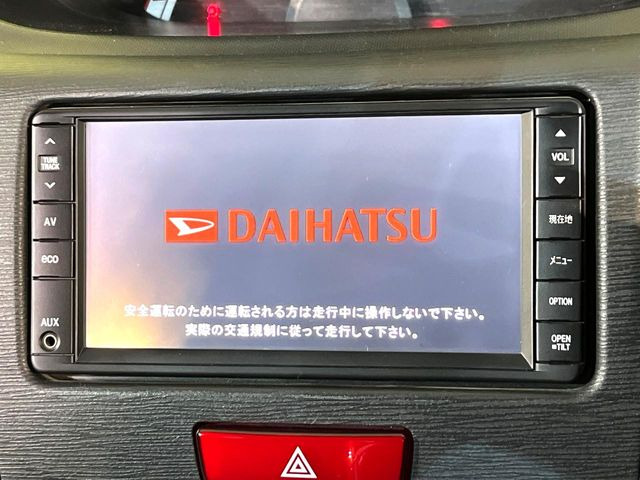 TUNE
TRACK
AV
eco
AUX
DAIHATSU
安全運転のために運転される方は走行中に操作しないで下さい。
実際の交通規制に従って走行して下さい。
VOL
現在地
メニュー
OPTION
OPEN
TILT